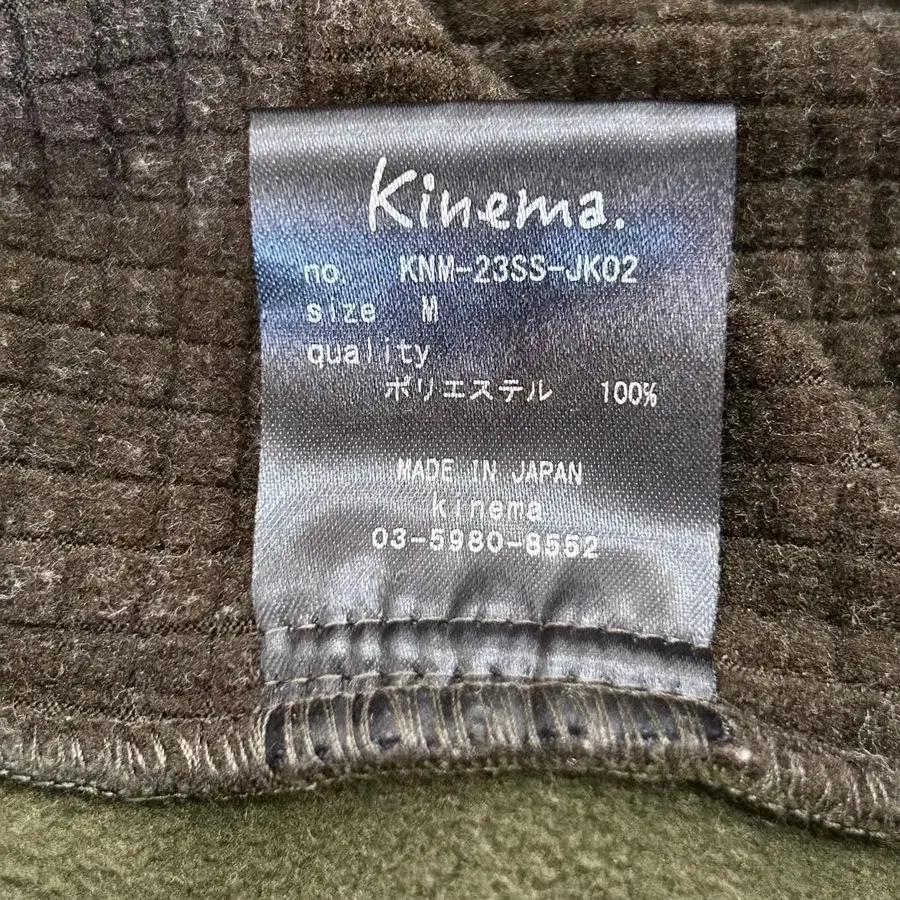 Kinema.
no. KNM-23SS-JK02
size M
quality
ポリエステル 100%
MADE IN JAPAN
kinema
03-5980-8552